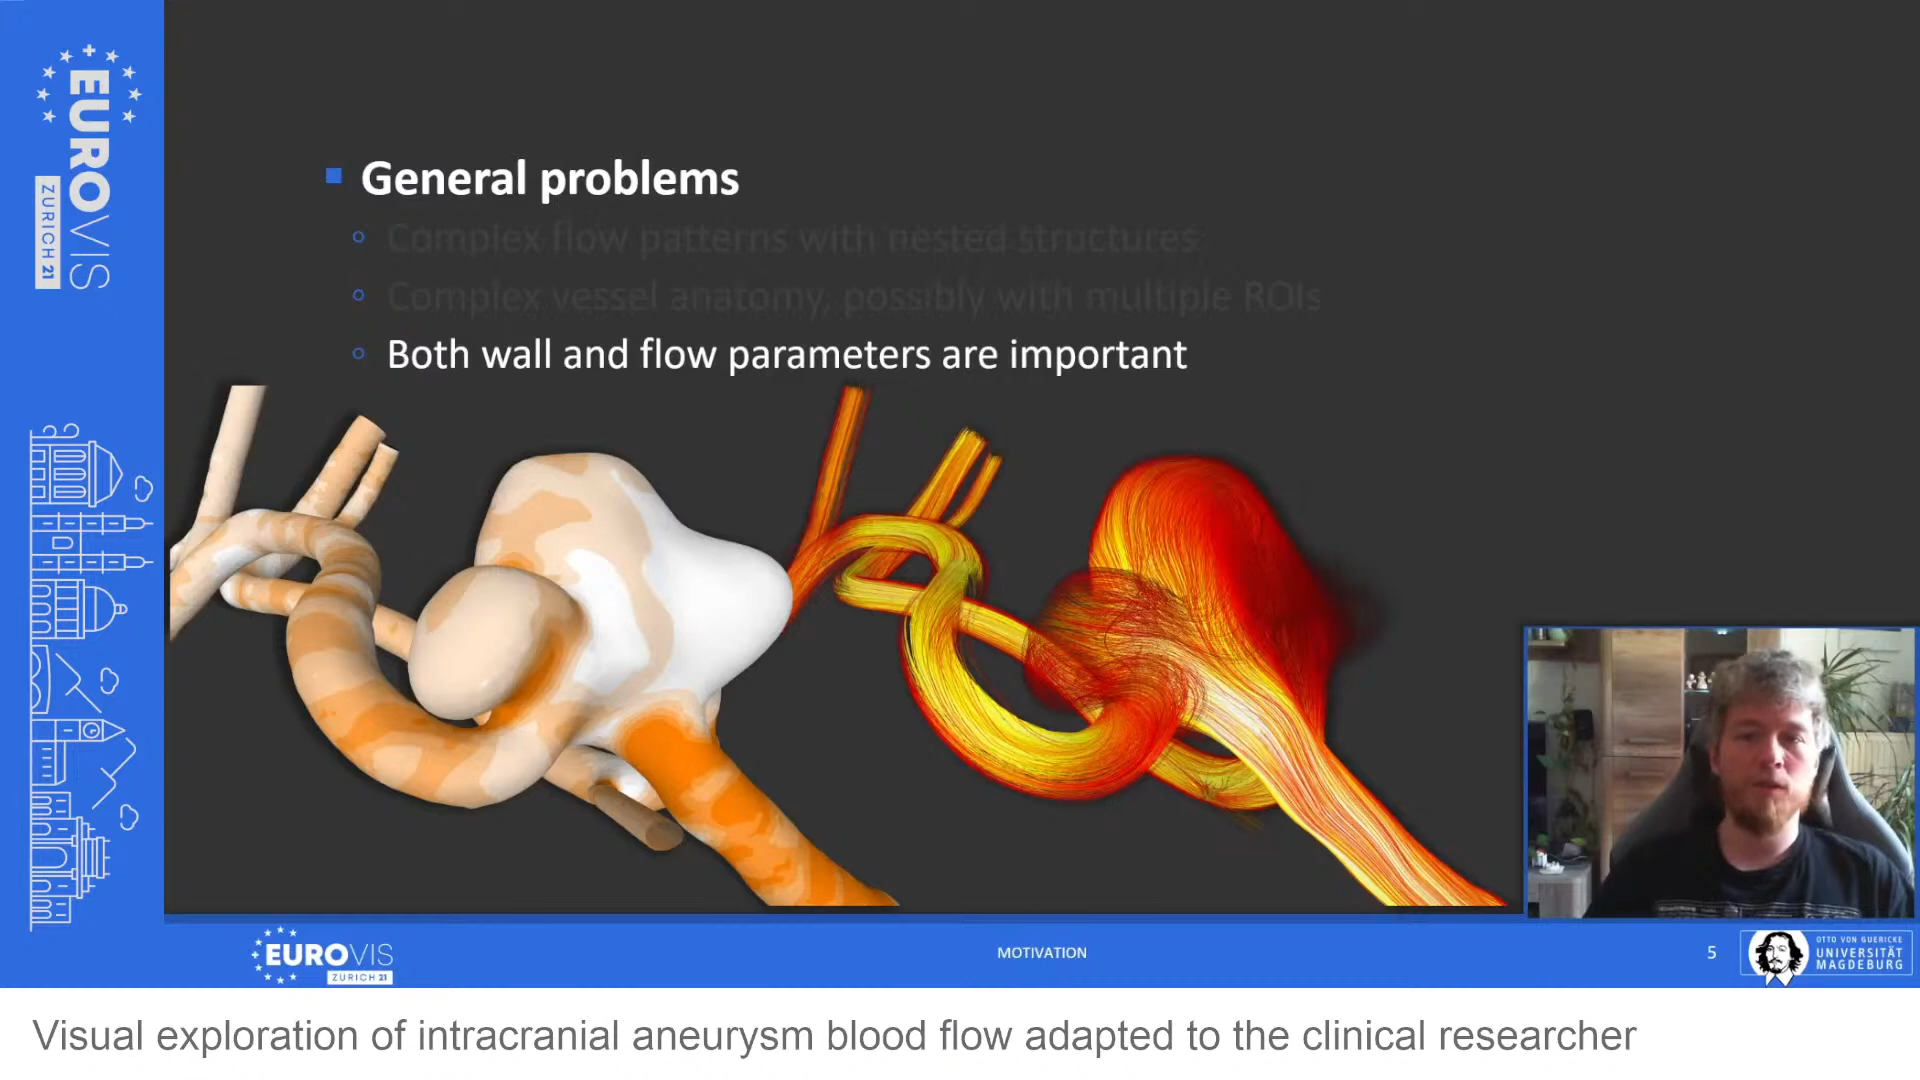 EUROVIS
ZURICH 21
General problems
Complex flow patterns with nested structures
Complex vessel anatomy, possibly with multiple ROIs
Both wall and flow parameters are important
EUROVIS
ZURICH 21
MOTIVATION
5
OTTO VON GUERICKE
UNIVERSITÄT
MAGDEBURG
Visual exploration of intracranial aneurysm blood flow adapted to the clinical researcher